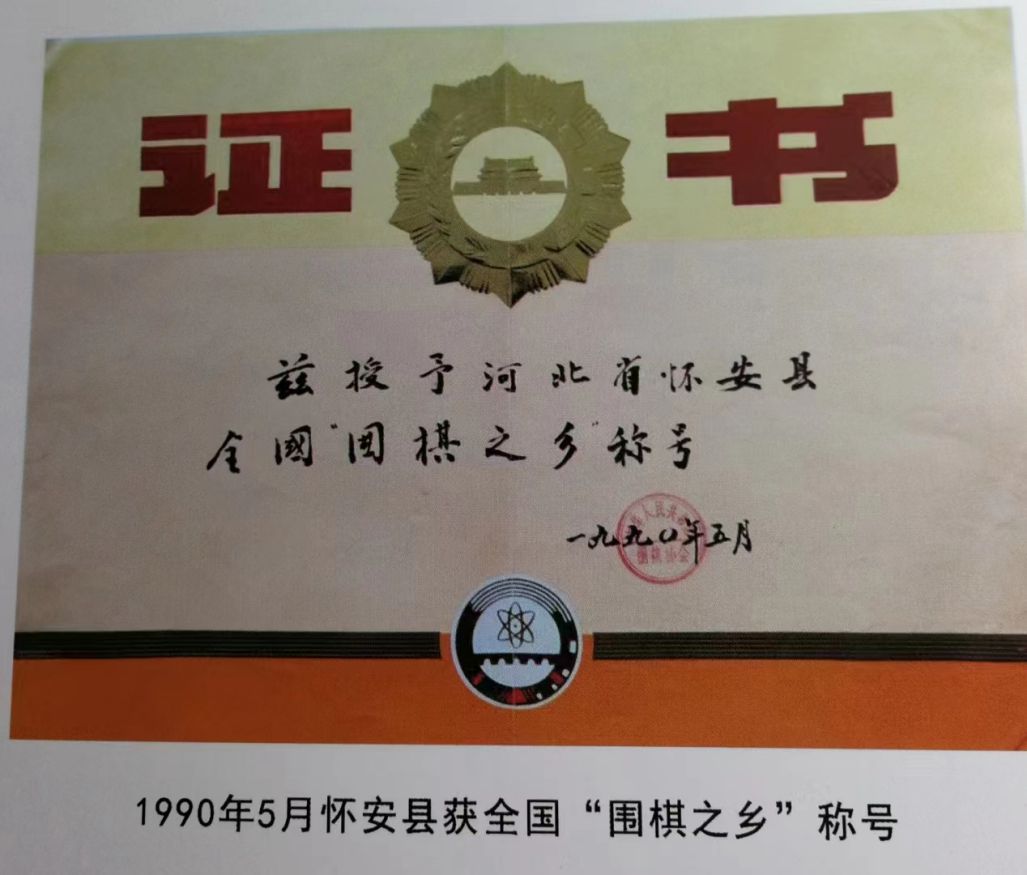 证书
兹授予河北省怀安县
全國“围棋之乡”称号
一九九〇年五月
1990年5月怀安县获全国“围棋之乡”称号